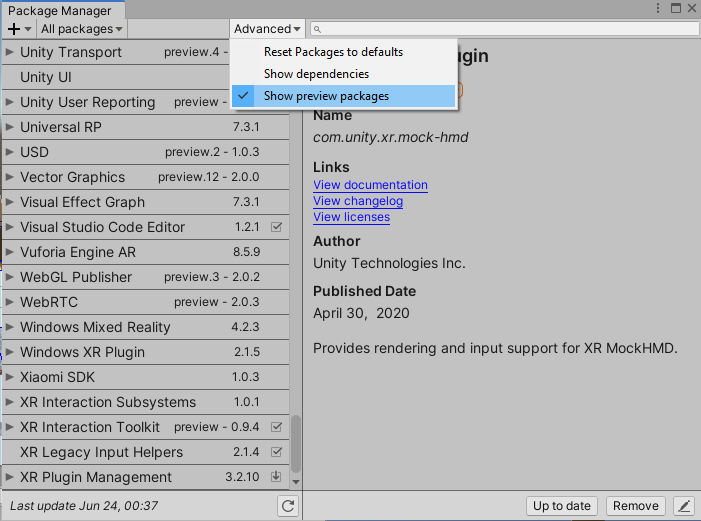 Package Manager
All packages
Advanced
Reset Packages to defaults
Show dependencies
Show preview packages
Unity Transport preview.4 -
Unity UI
Unity User Reporting preview -
Universal RP 7.3.1
USD preview.2 - 1.0.3
Vector Graphics preview.12 - 2.0.0
Visual Effect Graph 7.3.1
Visual Studio Code Editor 1.2.1
Vuforia Engine AR 8.5.9
WebGL Publisher preview.3 - 2.0.2
WebRTC preview - 2.0.3
Windows Mixed Reality 4.2.3
Windows XR Plugin 2.1.5
Xiaomi SDK 1.0.3
XR Interaction Subsystems 1.0.1
XR Interaction Toolkit preview - 0.9.4
XR Legacy Input Helpers 2.1.4
XR Plugin Management 3.2.10
Last update Jun 24, 00:37
Name
com.unity.xr.mock-hmd
Links
View documentation
View changelog
View licenses
Author
Unity Technologies Inc.
Published Date
April 30, 2020
Provides rendering and input support for XR MockHMD.
Up to date
Remove